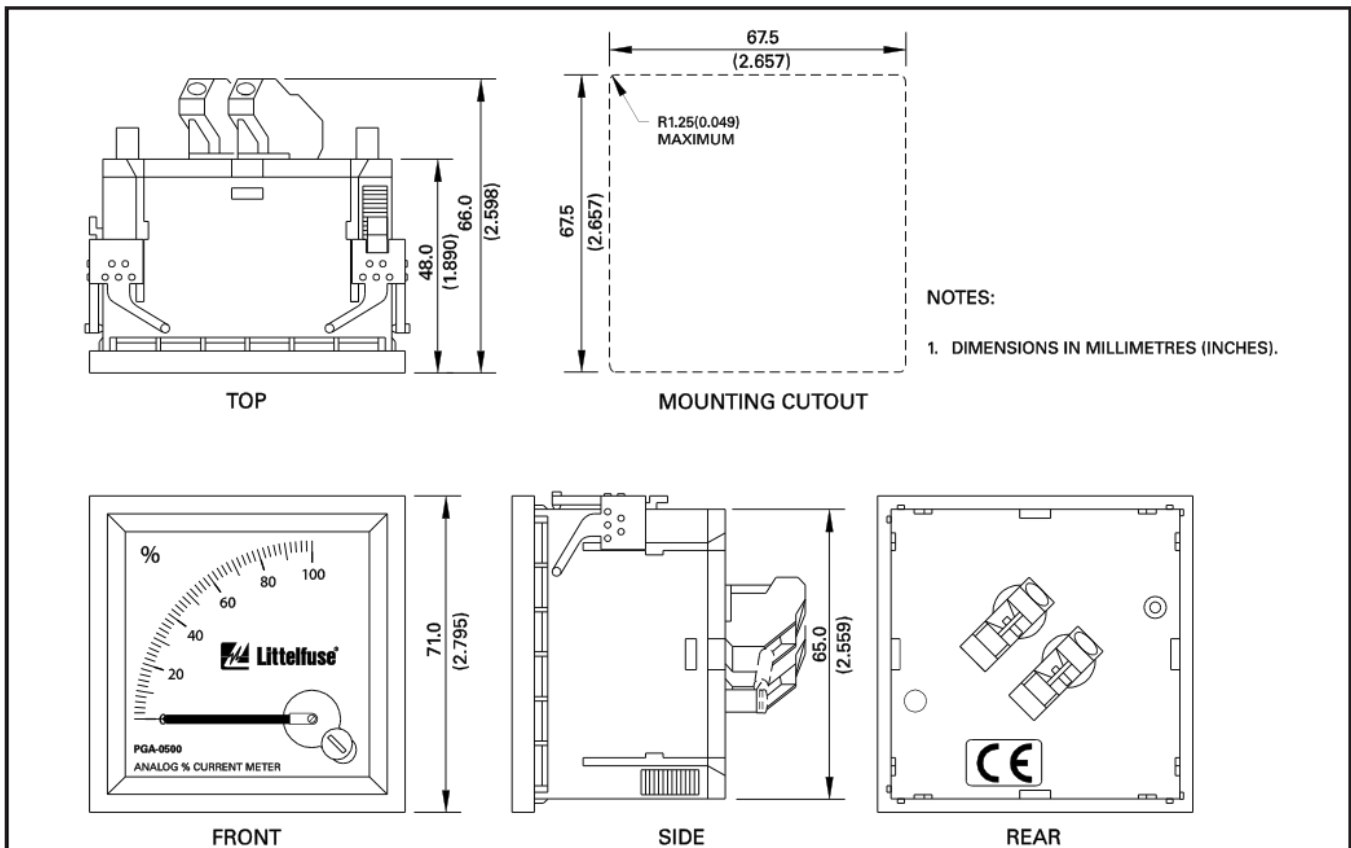 67.5
(2.657)
R1.25(0.049)
MAXIMUM
67.5
(2.657)
48.0
(1.890)
66.0
(2.598)
NOTES:
1. DIMENSIONS IN MILLIMETRES (INCHES).
TOP
MOUNTING CUTOUT
%
20
40
60
80
100
Littelfuse®
PGA-0500
ANALOG % CURRENT METER
71.0
(2.795)
65.0
(2.559)
CE
FRONT
SIDE
REAR